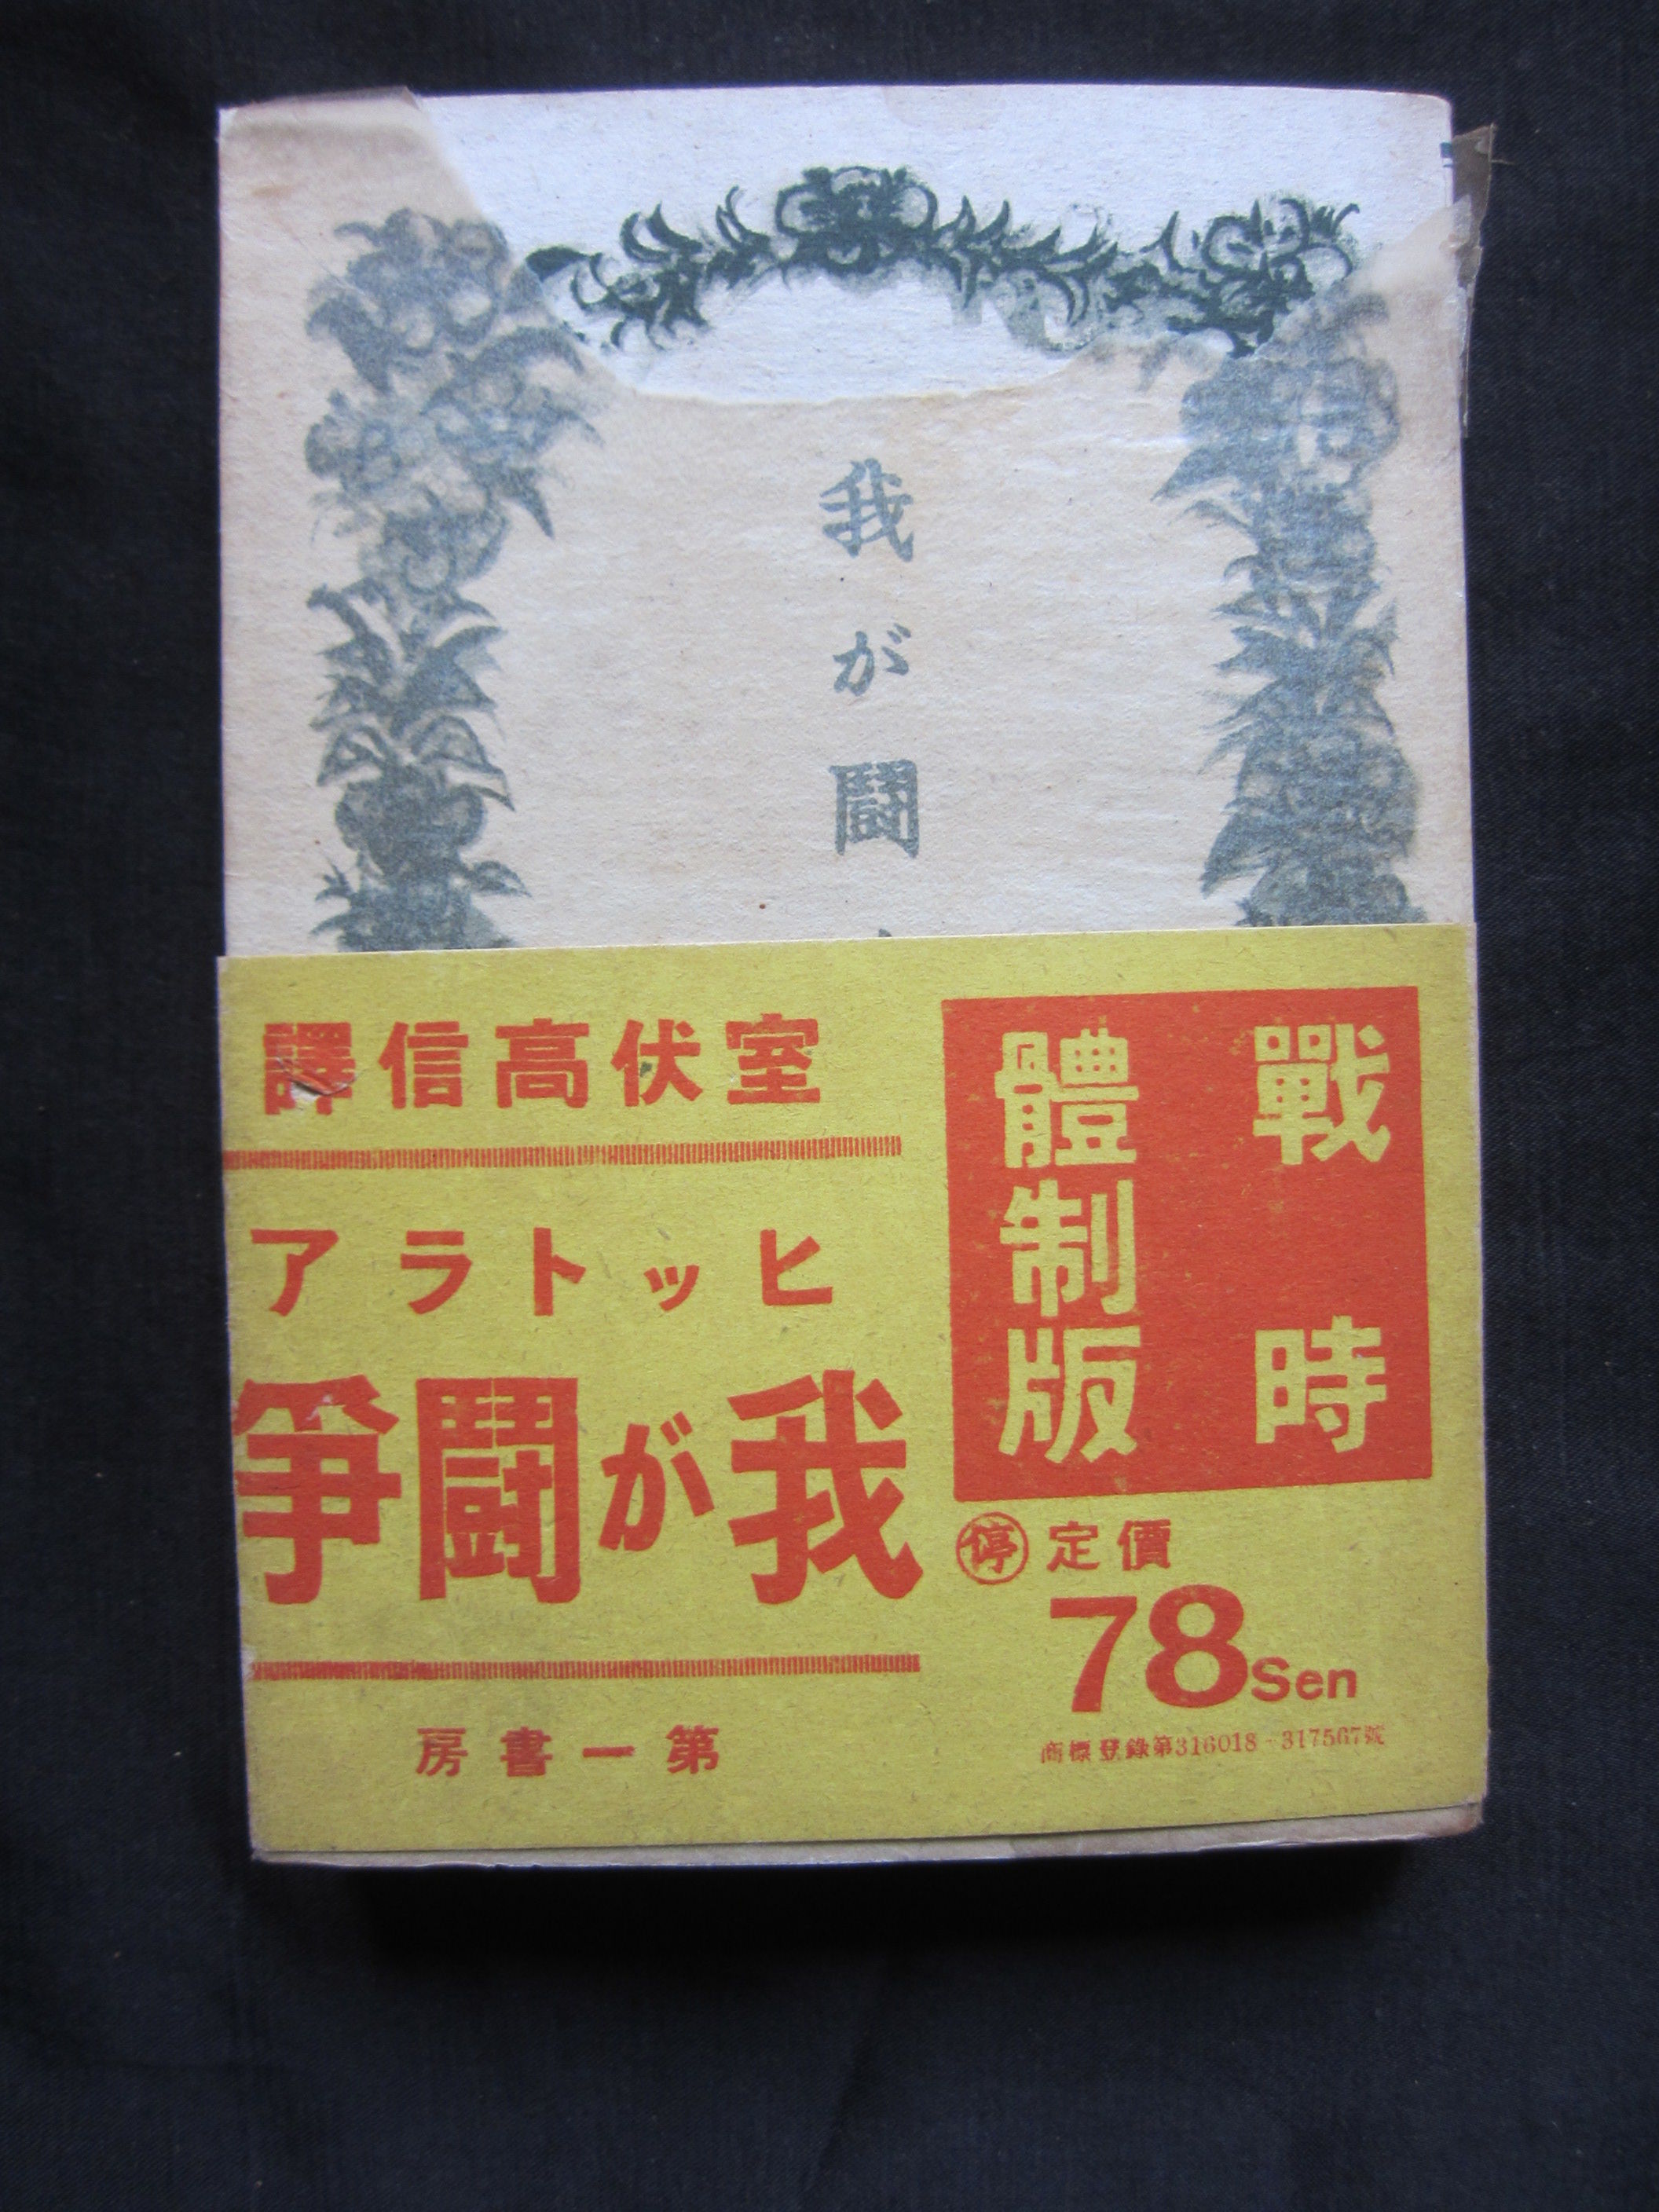 我が鬪
戰時
體制版
室伏高信譯
ヒットラア
我が鬪爭
第一書房
停 定價
78Sen
商標登錄第316018-317567號